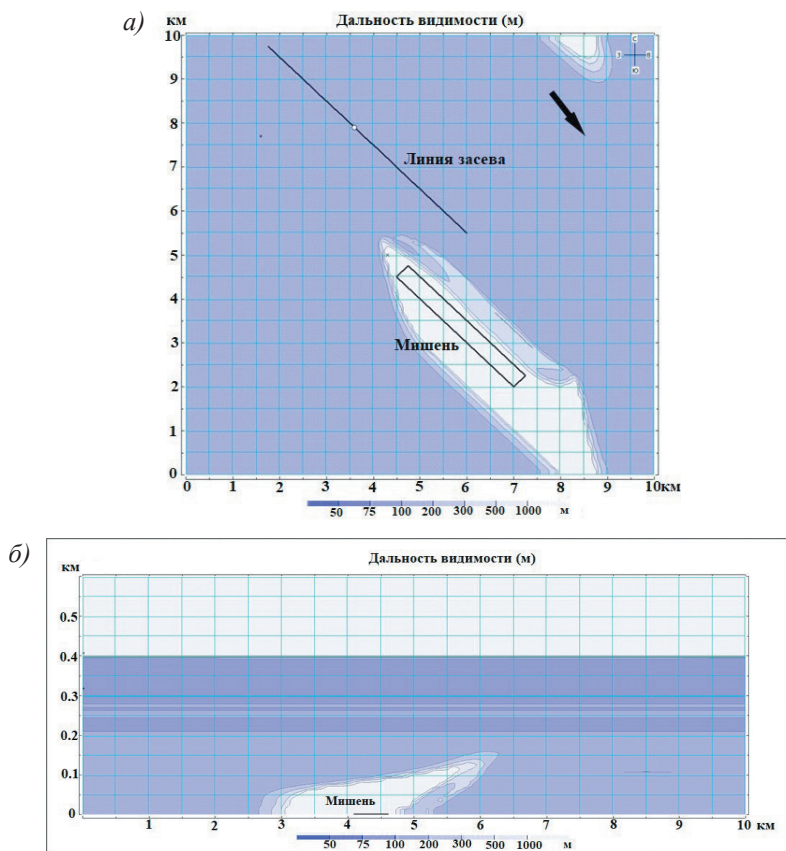 а)
км
Дальность видимости (м)
10
9
8
7
6
5
4
3
2
1
0
С
З
В
Ю
Линия засева
Мишень
0 1 2 3 4 5 6 7 8 9 10 км
50 75 100 200 300 500 1000 м
б)
Дальность видимости (м)
км
0.5
0.4
0.3
0.2
0.1
0
Мишень
1 2 3 4 5 6 7 8 9 10 км
50 75 100 200 300 500 1000 м